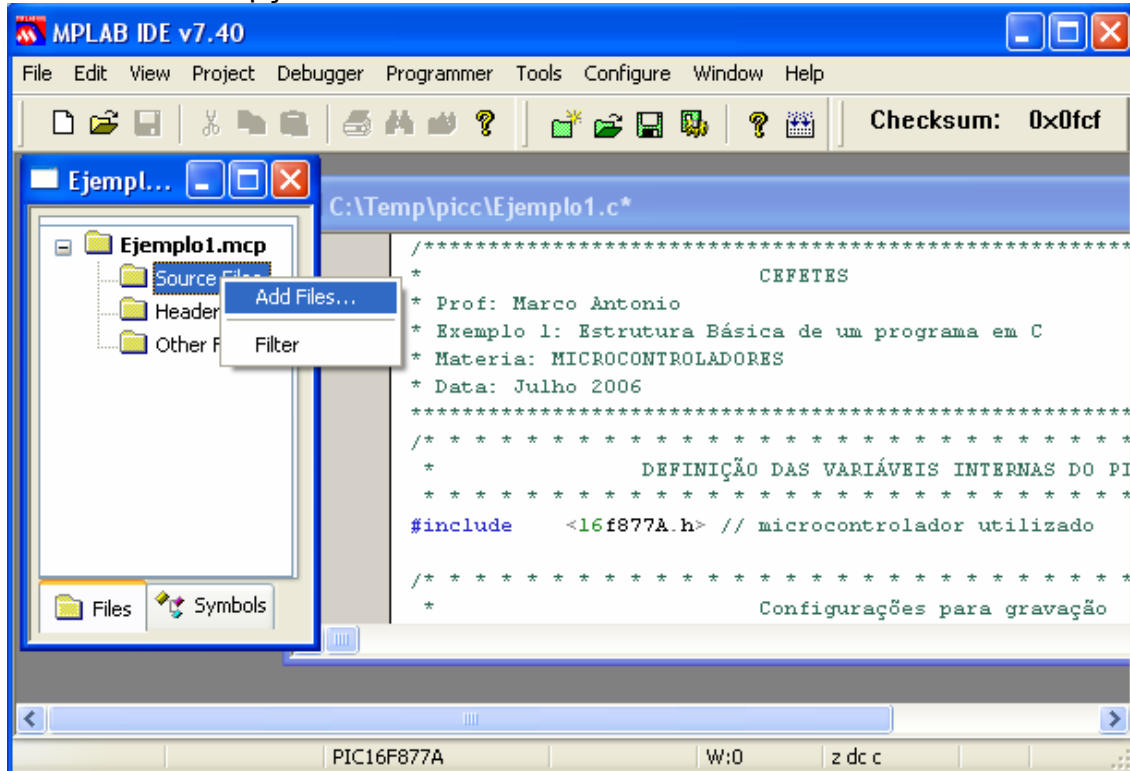 MPLAB IDE v7.40
File Edit View Project Debugger Programmer Tools Configure Window Help
Checksum: 0x0fcf
Ejempl...
Ejemplo1.mcp
Source Files
Header
Other F
Add Files...
Filter
Files Symbols
C:\Temp\picc\Ejemplo1.c*
/********************************************************
* CEFETES
* Prof: Marco Antonio
* Exemplo 1: Estrutura Básica de um programa em C
* Materia: MICROCONTROLADORES
* Data: Julho 2006
*********************************************************
/* * * * * * * * * * * * * * * * * * * * * * * * * * * *
* DEFINIÇÃO DAS VARIÁVEIS INTERNAS DO PI
* * * * * * * * * * * * * * * * * * * * * * * * * * * *
#include <16f877A.h> // microcontrolador utilizado
/* * * * * * * * * * * * * * * * * * * * * * * * * * * *
* Configurações para gravação
PIC16F877A W:0 z dc c